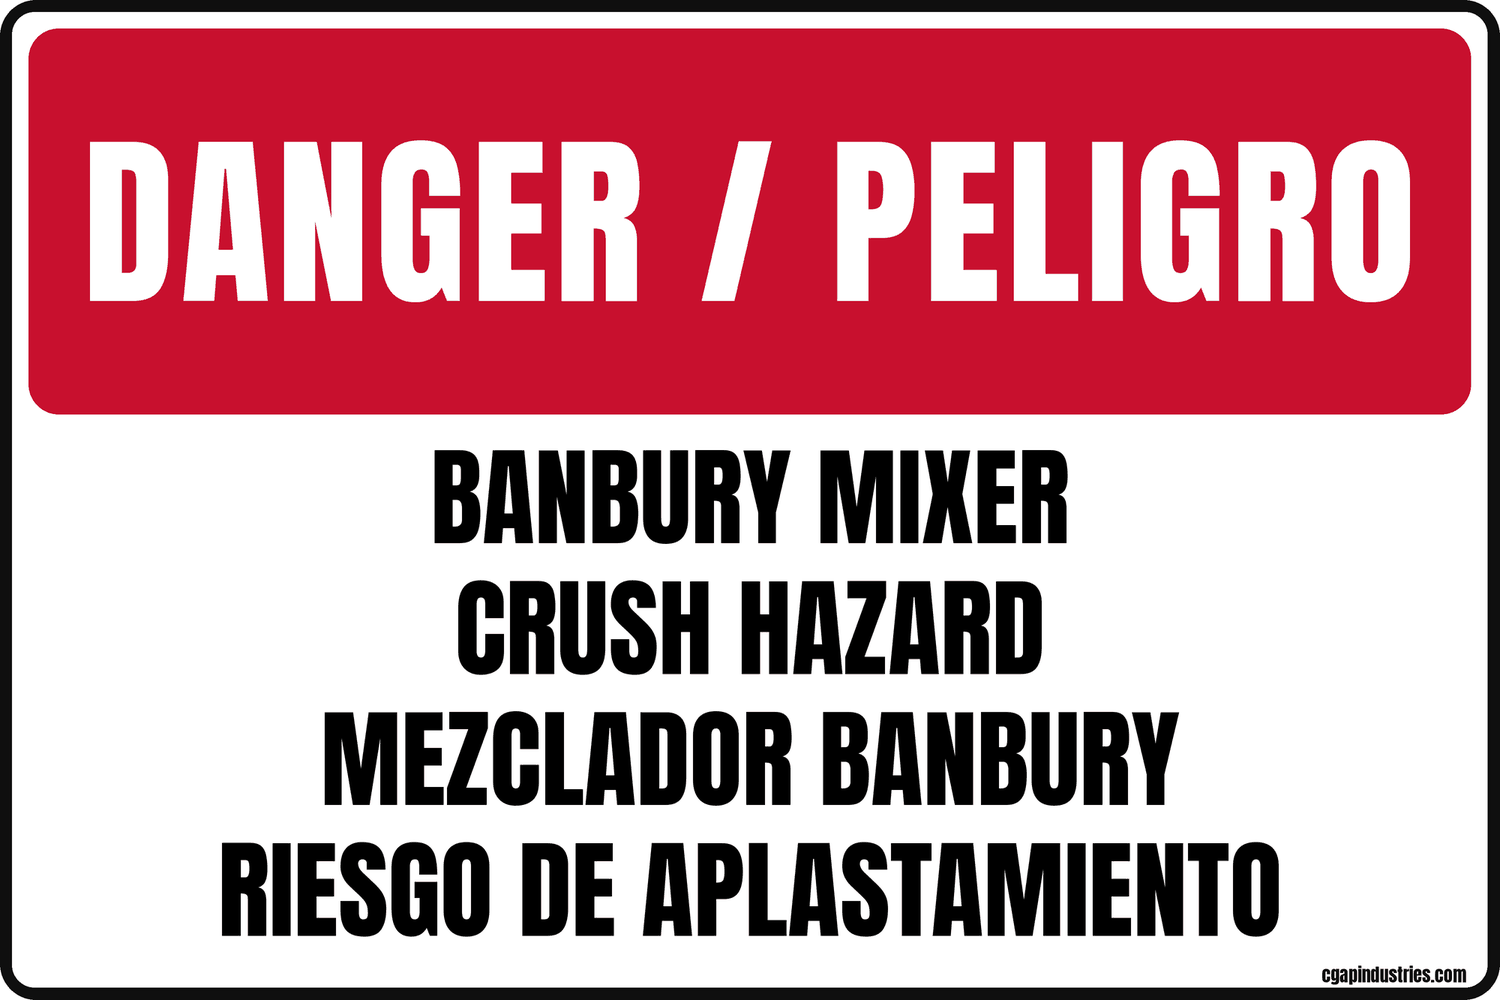 DANGER / PELIGRO
BANBURY MIXER
CRUSH HAZARD
MEZCLADOR BANBURY
RIESGO DE APLASTAMIENTO
cgapindustries.com